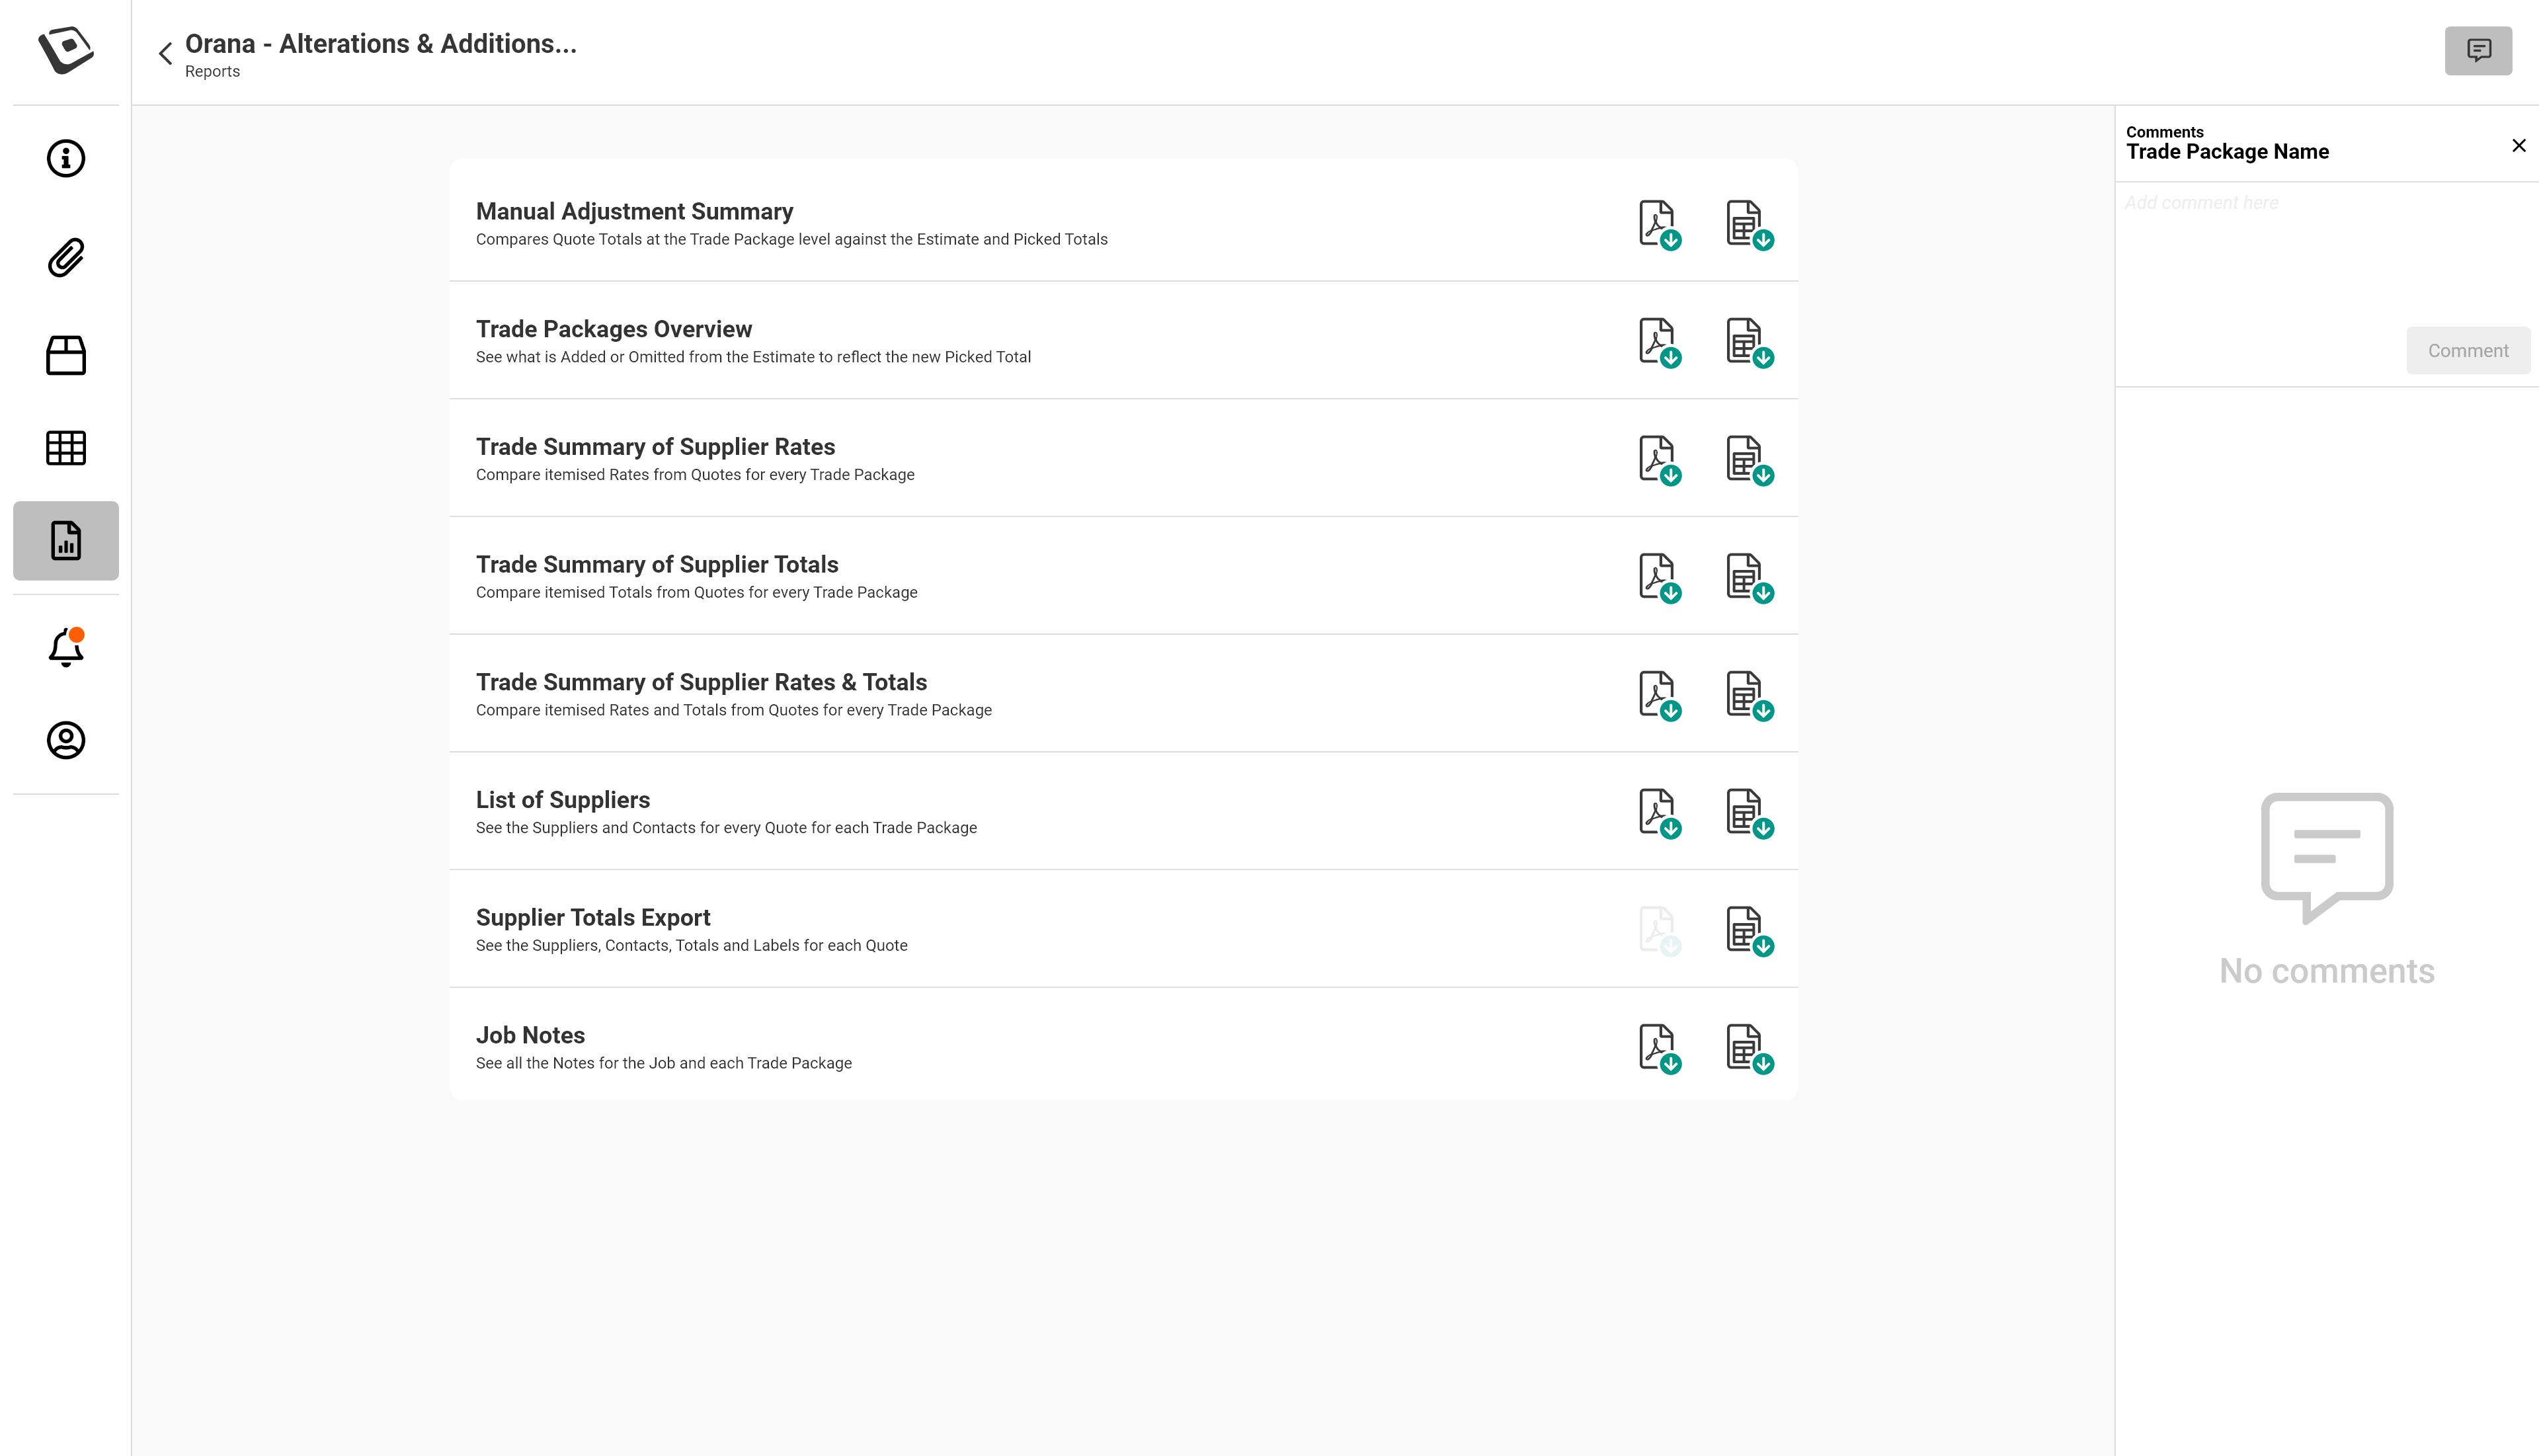 Orana - Alterations & Additions...
Reports
Manual Adjustment Summary
Compares Quote Totals at the Trade Package level against the Estimate and Picked Totals
Trade Packages Overview
See what is Added or Omitted from the Estimate to reflect the new Picked Total
Trade Summary of Supplier Rates
Compare itemised Rates from Quotes for every Trade Package
Trade Summary of Supplier Totals
Compare itemised Totals from Quotes for every Trade Package
Trade Summary of Supplier Rates & Totals
Compare itemised Rates and Totals from Quotes for every Trade Package
List of Suppliers
See the Suppliers and Contacts for every Quote for each Trade Package
Supplier Totals Export
See the Suppliers, Contacts, Totals and Labels for each Quote
Job Notes
See all the Notes for the Job and each Trade Package
Comments
Trade Package Name
Add comment here
Comment
No comments